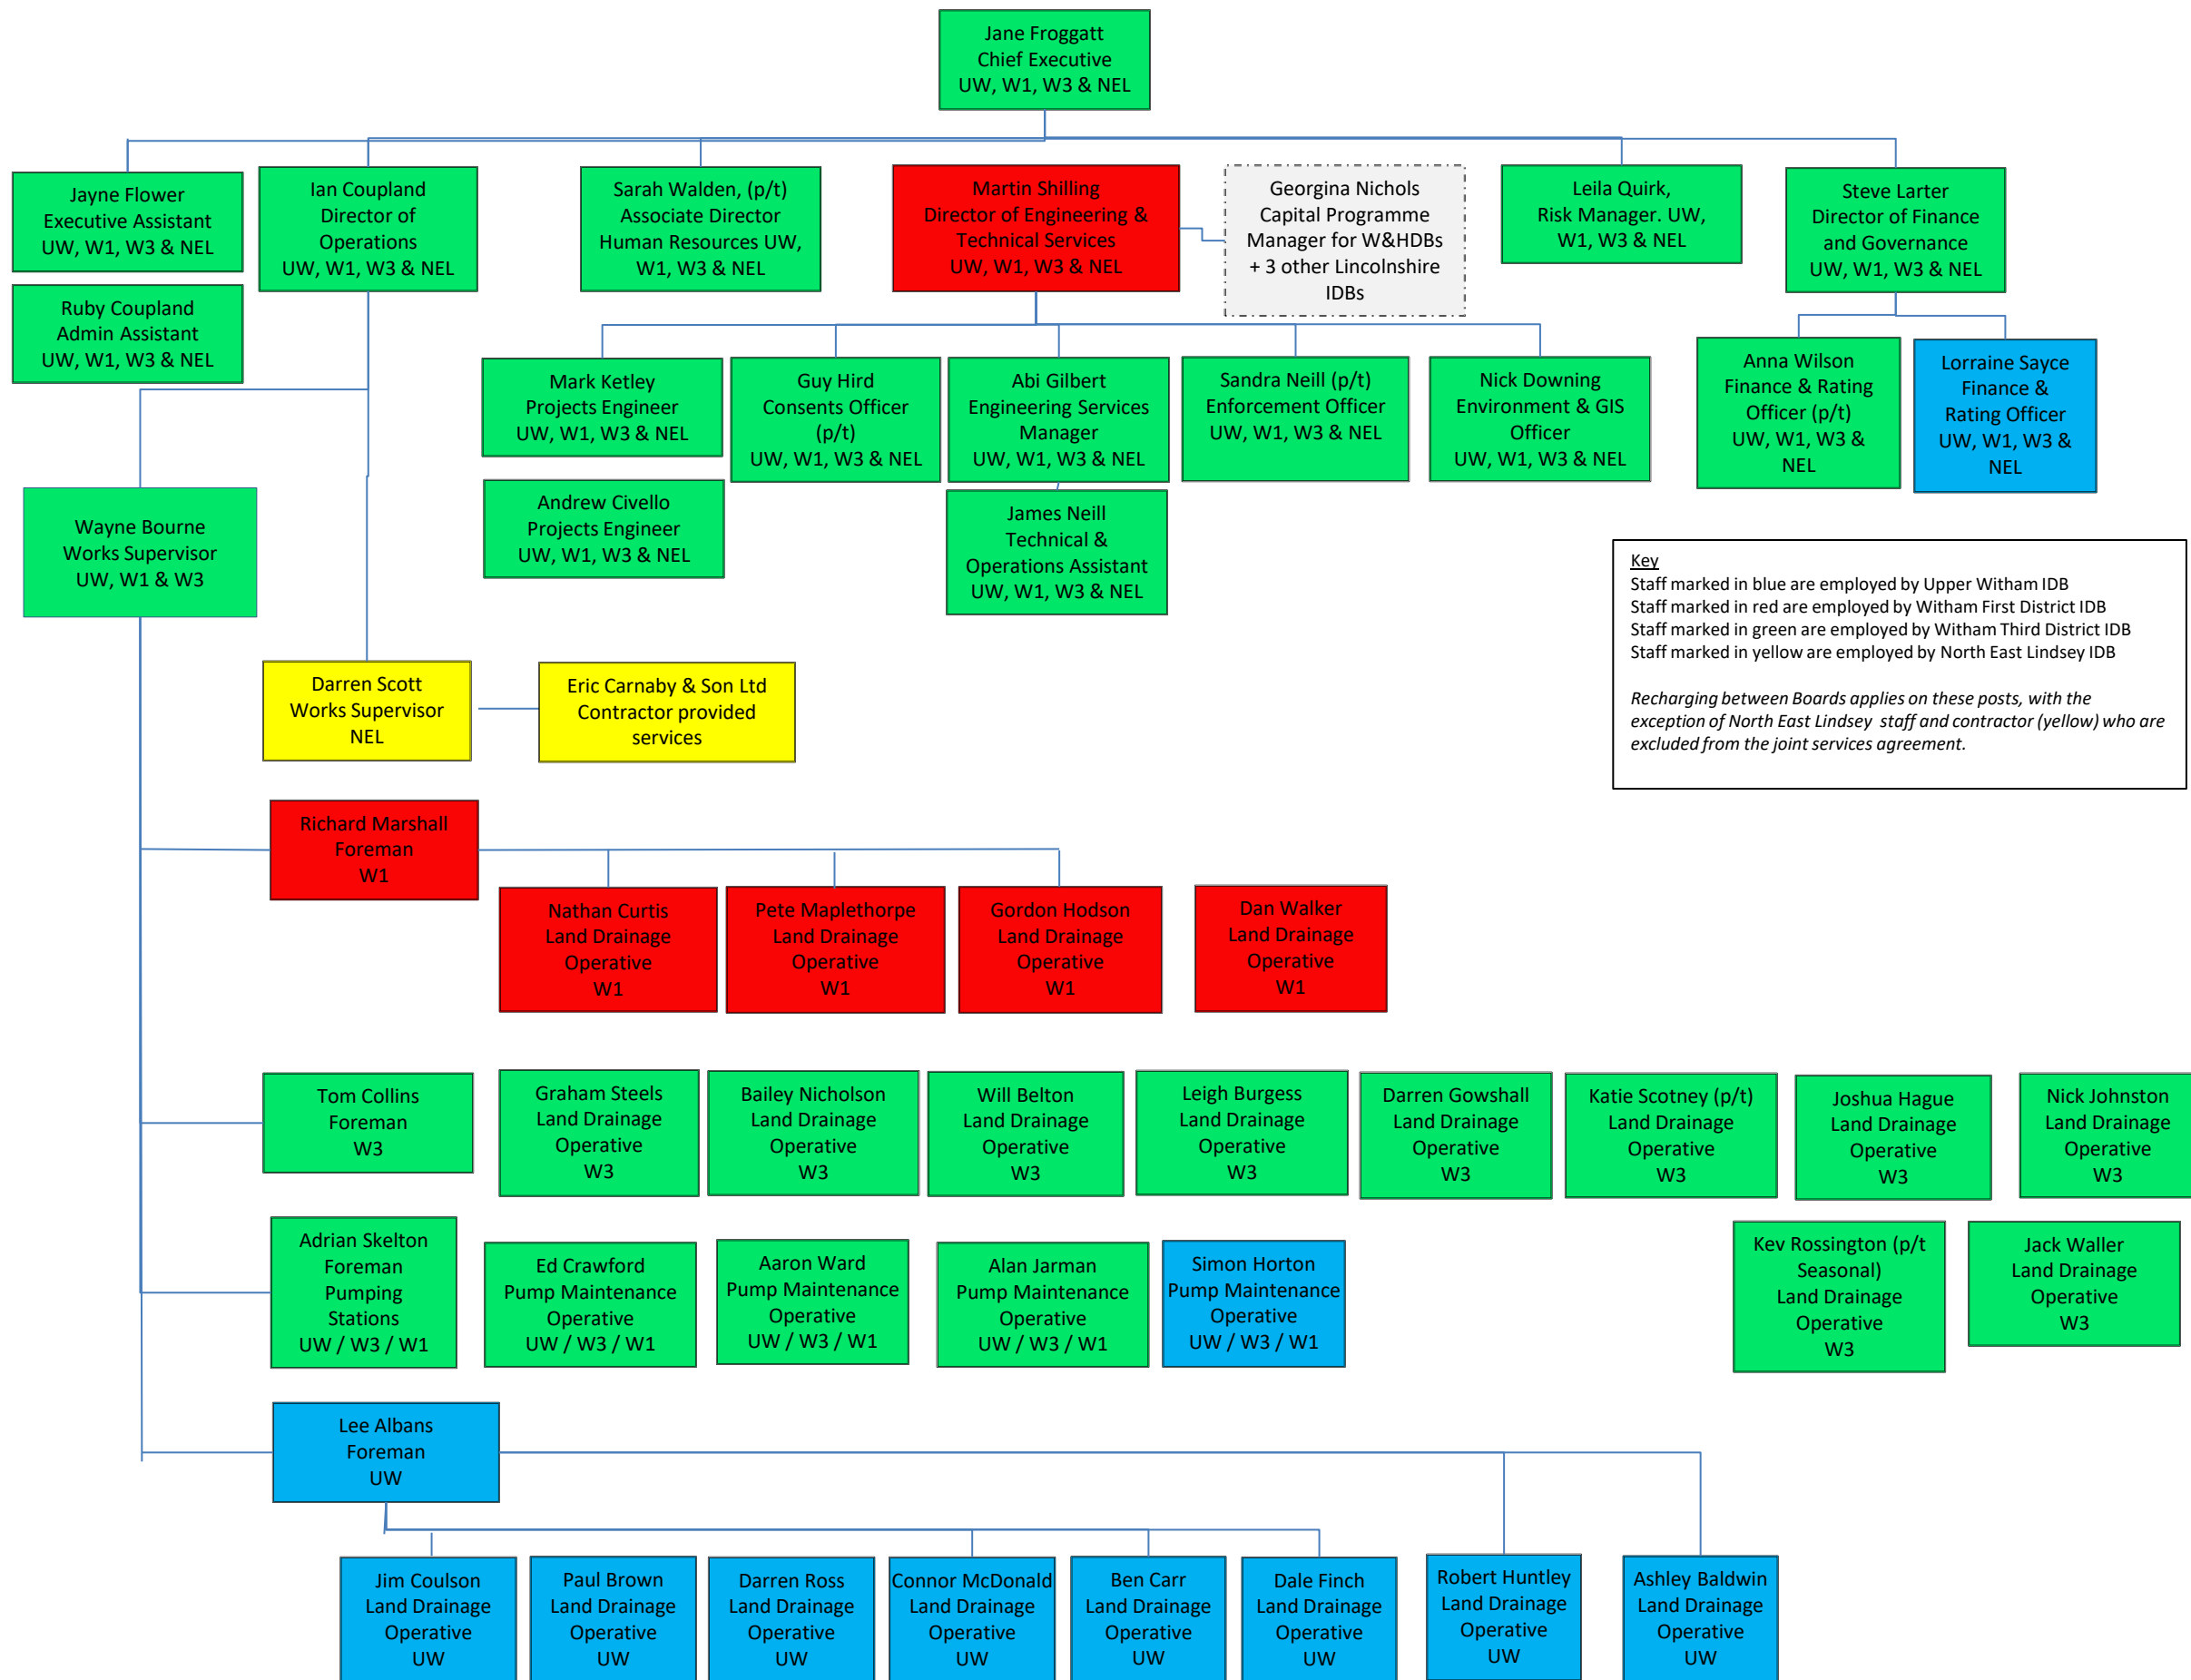 Jane Froggatt
Chief Executive
UW, W1, W3 & NEL
Jayne Flower
Executive Assistant
UW, W1, W3 & NEL
Ian Coupland
Director of
Operations
UW, W1, W3 & NEL
Sarah Walden, (p/t)
Associate Director
Human Resources UW,
W1, W3 & NEL
Martin Shilling
Director of Engineering &
Technical Services
UW, W1, W3 & NEL
Georgina Nichols
Capital Programme
Manager for W&HDBs
+ 3 other Lincolnshire
IDBs
Leila Quirk,
Risk Manager. UW,
W1, W3 & NEL
Steve Larter
Director of Finance
and Governance
UW, W1, W3 & NEL
Ruby Coupland
Admin Assistant
UW, W1, W3 & NEL
Mark Ketley
Projects Engineer
UW, W1, W3 & NEL
Guy Hird
Consents Officer
(p/t)
UW, W1, W3 & NEL
Abi Gilbert
Engineering Services
Manager
UW, W1, W3 & NEL
Sandra Neill (p/t)
Enforcement Officer
UW, W1, W3 & NEL
Nick Downing
Environment & GIS
Officer
UW, W1, W3 & NEL
Anna Wilson
Finance & Rating
Officer (p/t)
UW, W1, W3 &
NEL
Lorraine Sayce
Finance &
Rating Officer
UW, W1, W3 &
NEL
Andrew Civello
Projects Engineer
UW, W1, W3 & NEL
James Neill
Technical &
Operations Assistant
UW, W1, W3 & NEL
Wayne Bourne
Works Supervisor
UW, W1 & W3
Key
Staff marked in blue are employed by Upper Witham IDB
Staff marked in red are employed by Witham First District IDB
Staff marked in green are employed by Witham Third District IDB
Staff marked in yellow are employed by North East Lindsey IDB
Recharging between Boards applies on these posts, with the
exception of North East Lindsey staff and contractor (yellow) who are
excluded from the joint services agreement.
Darren Scott
Works Supervisor
NEL
Eric Carnaby & Son Ltd
Contractor provided
services
Richard Marshall
Foreman
W1
Nathan Curtis
Land Drainage
Operative
W1
Pete Maplethorpe
Land Drainage
Operative
W1
Gordon Hodson
Land Drainage
Operative
W1
Dan Walker
Land Drainage
Operative
W1
Tom Collins
Foreman
W3
Graham Steels
Land Drainage
Operative
W3
Bailey Nicholson
Land Drainage
Operative
W3
Will Belton
Land Drainage
Operative
W3
Leigh Burgess
Land Drainage
Operative
W3
Darren Gowshall
Land Drainage
Operative
W3
Katie Scotney (p/t)
Land Drainage
Operative
W3
Joshua Hague
Land Drainage
Operative
W3
Nick Johnston
Land Drainage
Operative
W3
Adrian Skelton
Foreman
Pumping
Stations
UW / W3 / W1
Ed Crawford
Pump Maintenance
Operative
UW / W3 / W1
Aaron Ward
Pump Maintenance
Operative
UW / W3 / W1
Alan Jarman
Pump Maintenance
Operative
UW / W3 / W1
Simon Horton
Pump Maintenance
Operative
UW / W3 / W1
Kev Rossington (p/t
Seasonal)
Land Drainage
Operative
W3
Jack Waller
Land Drainage
Operative
W3
Lee Albans
Foreman
UW
Jim Coulson
Land Drainage
Operative
UW
Paul Brown
Land Drainage
Operative
UW
Darren Ross
Land Drainage
Operative
UW
Connor McDonald
Land Drainage
Operative
UW
Ben Carr
Land Drainage
Operative
UW
Dale Finch
Land Drainage
Operative
UW
Robert Huntley
Land Drainage
Operative
UW
Ashley Baldwin
Land Drainage
Operative
UW